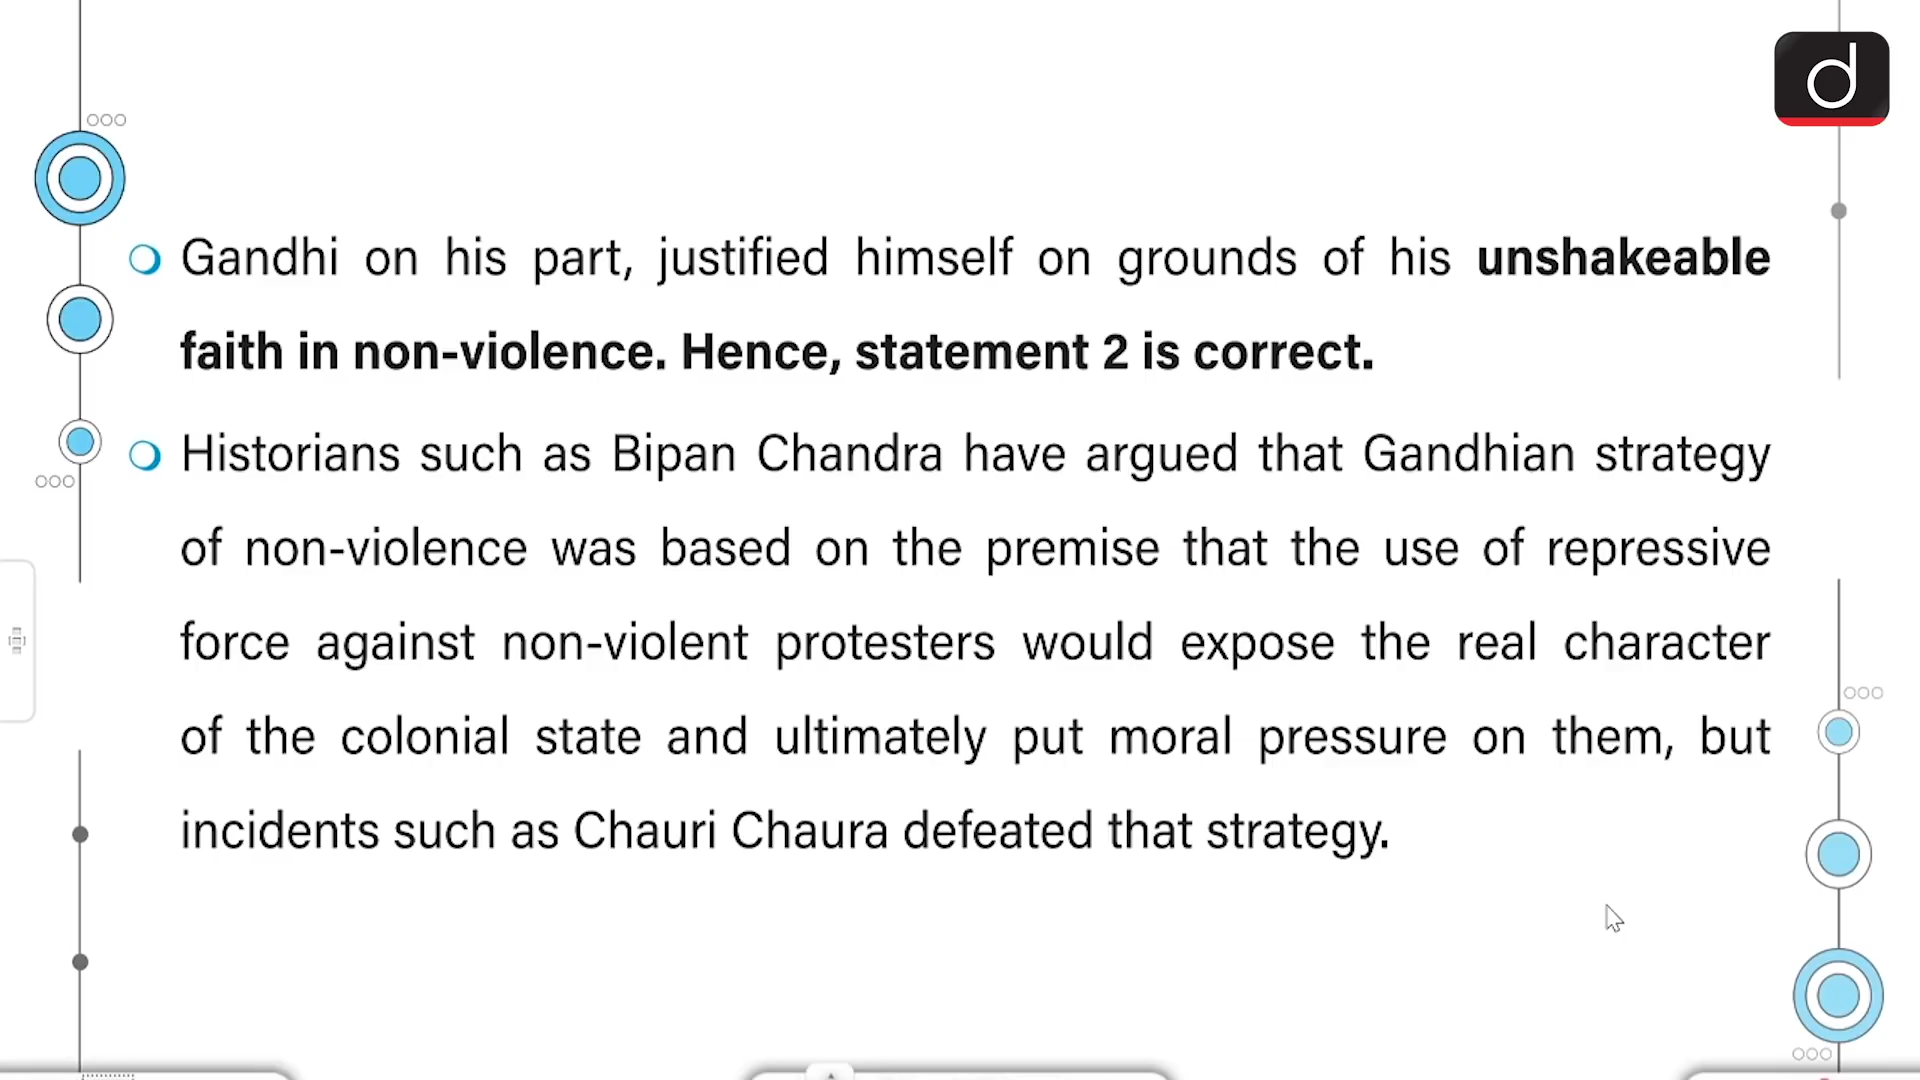 d
Gandhi on his part, justified himself on grounds of his unshakeable
faith in non-violence. Hence, statement 2 is correct.
Historians such as Bipan Chandra have argued that Gandhian strategy
of non-violence was based on the premise that the use of repressive
force against non-violent protesters would expose the real character
of the colonial state and ultimately put moral pressure on them, but
incidents such as Chauri Chaura defeated that strategy.